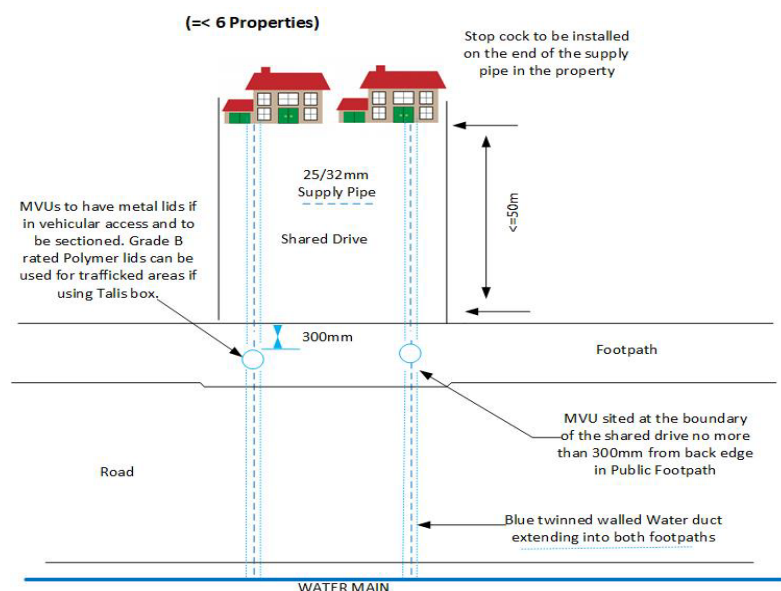 (=< 6 Properties)
Stop cock to be installed
on the end of the supply
pipe in the property
25/32mm
Supply Pipe
<=50m
MVUs to have metal lids if
in vehicular access and to
be sectioned. Grade B
rated Polymer lids can be
used for trafficked areas if
using Talis box.
Shared Drive
300mm
Footpath
MVU sited at the boundary
of the shared drive no more
than 300mm from back edge
in Public Footpath
Road
Blue twinned walled Water duct
extending into both footpaths
WATER MAIN